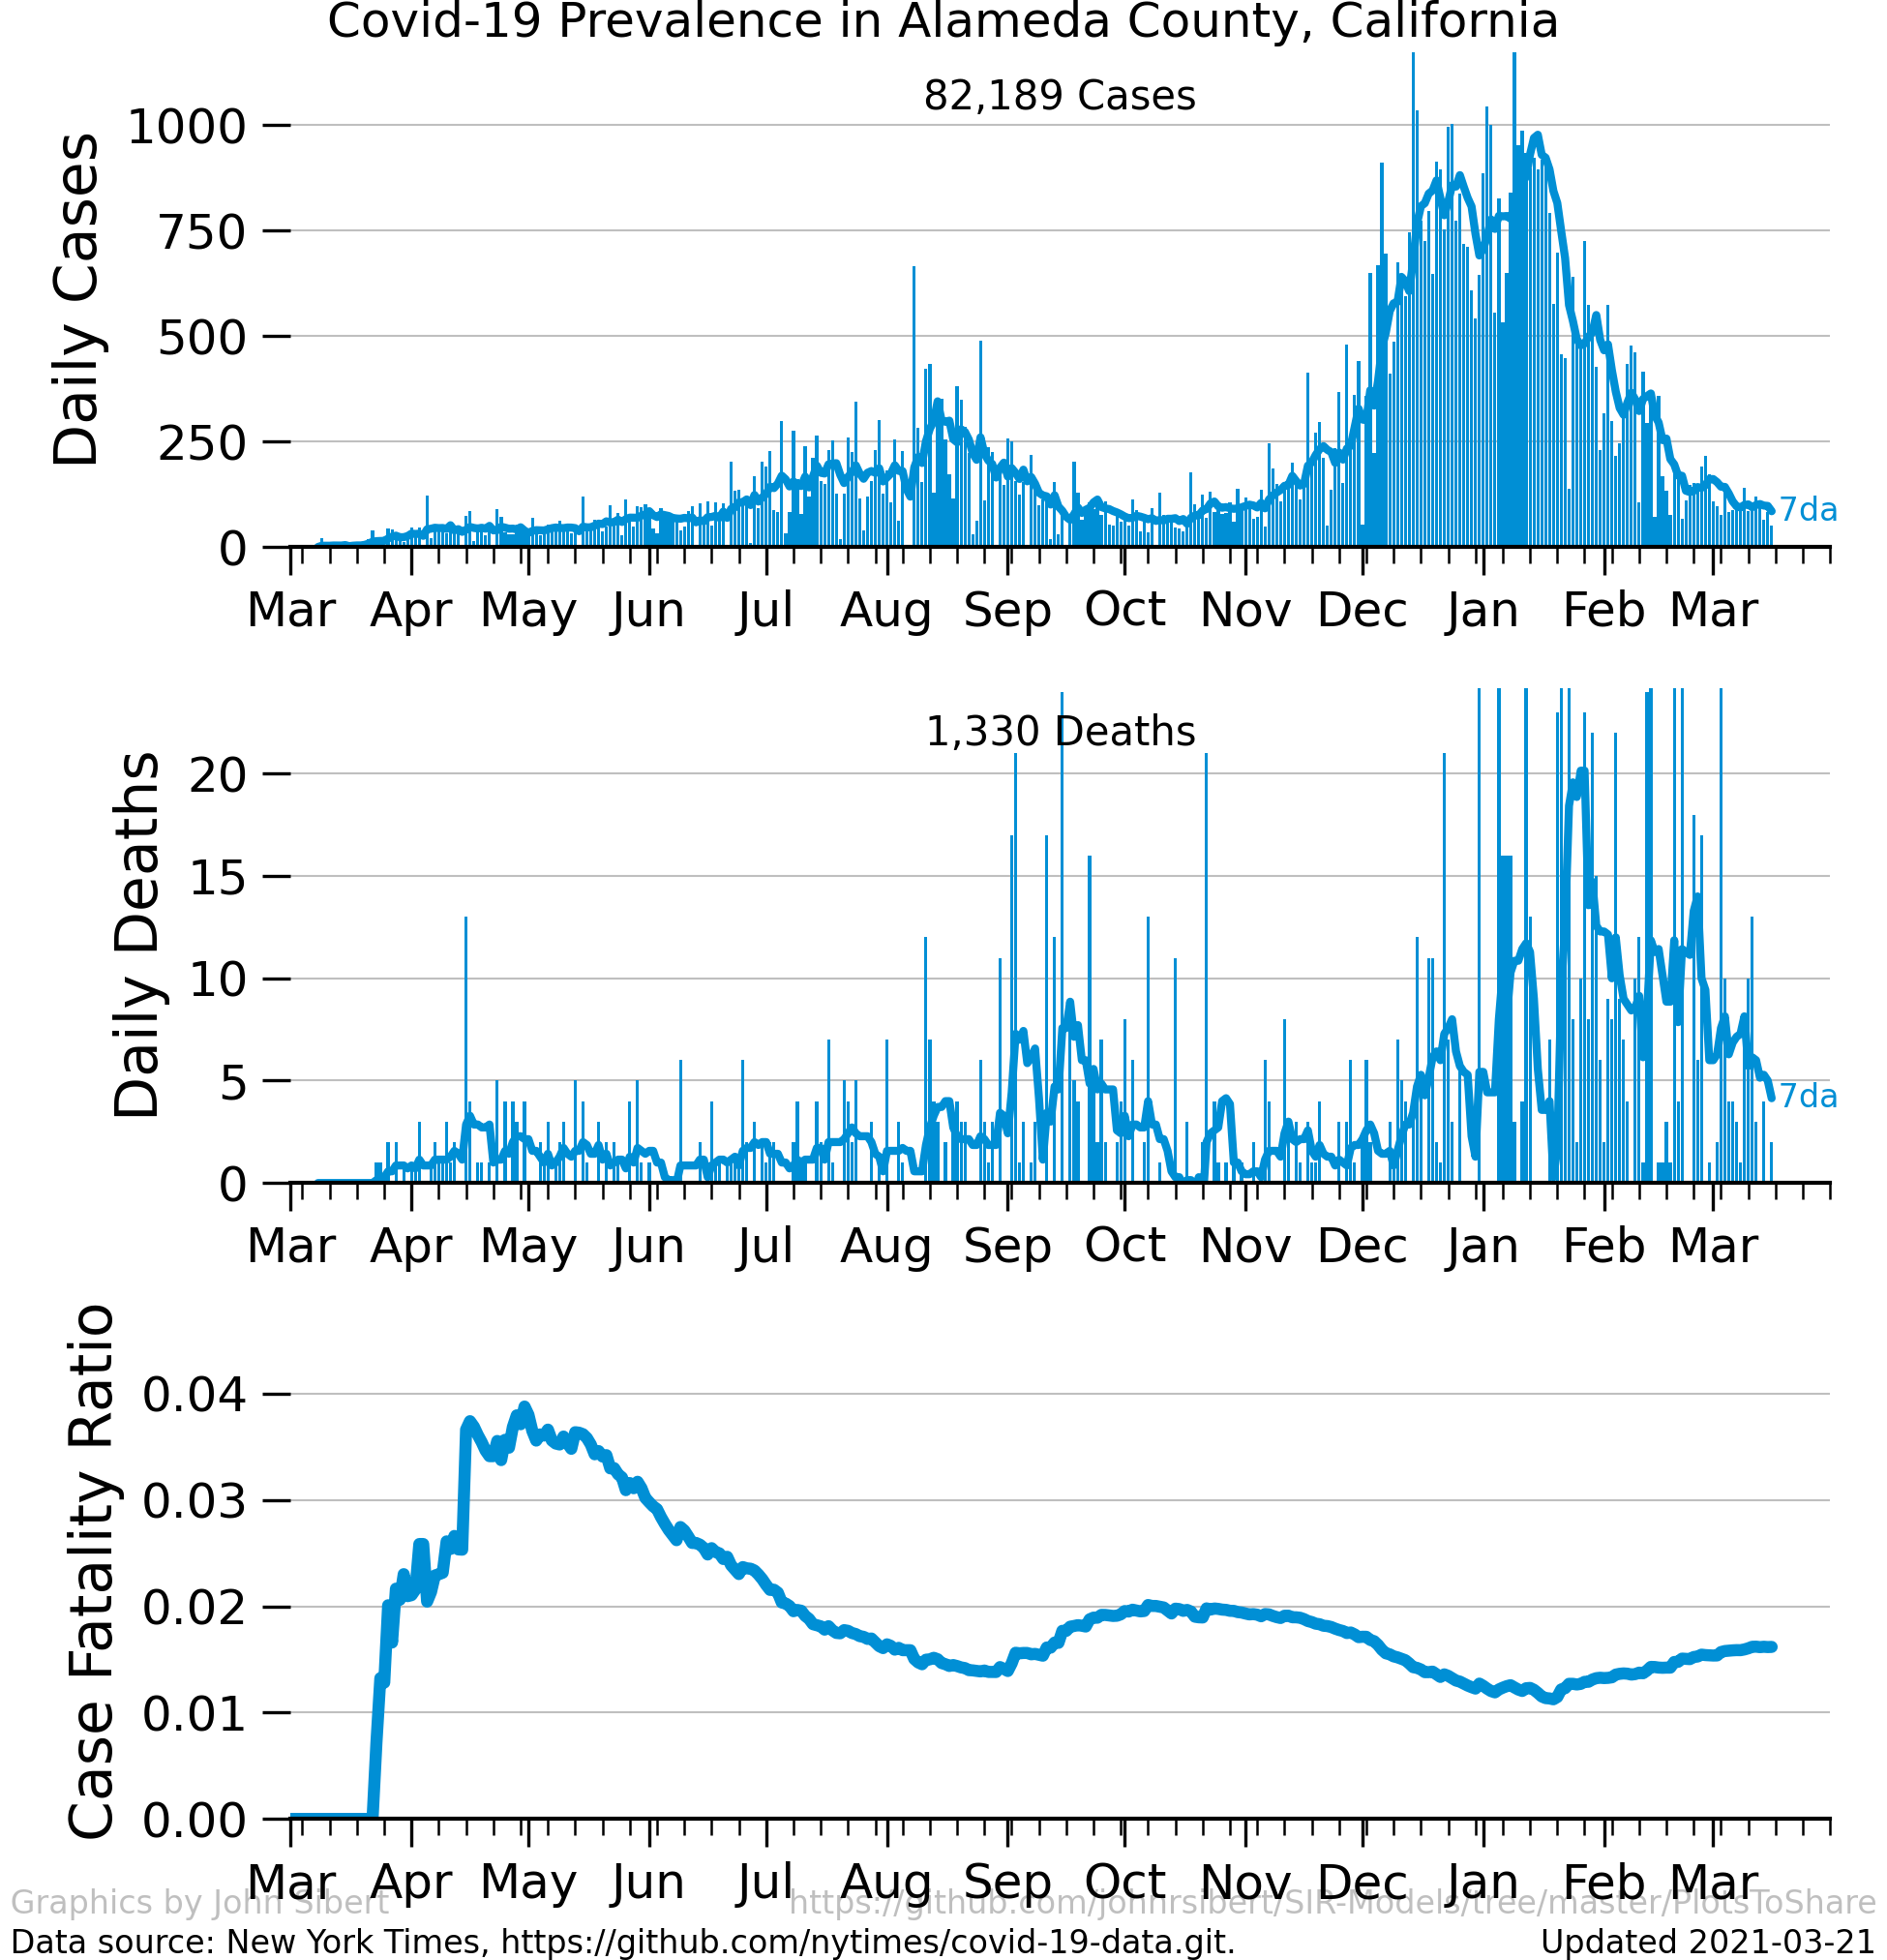 Covid-19 Prevalence in Alameda County, California
82,189 Cases
Daily Cases
1000
750
500
250
0
7da
Mar Apr May Jun Jul Aug Sep Oct Nov Dec Jan Feb Mar
1,330 Deaths
Daily Deaths
20
15
10
5
0
7da
Mar Apr May Jun Jul Aug Sep Oct Nov Dec Jan Feb Mar
Case Fatality Ratio
0.04
0.03
0.02
0.01
0.00
Mar Apr May Jun Jul Aug Sep Oct Nov Dec Jan Feb Mar
Graphics by John Sibert https://github.com/johnrsibert/SIR-Models/tree/master/PlotsToShare
Data source: New York Times, https://github.com/nytimes/covid-19-data.git. Updated 2021-03-21